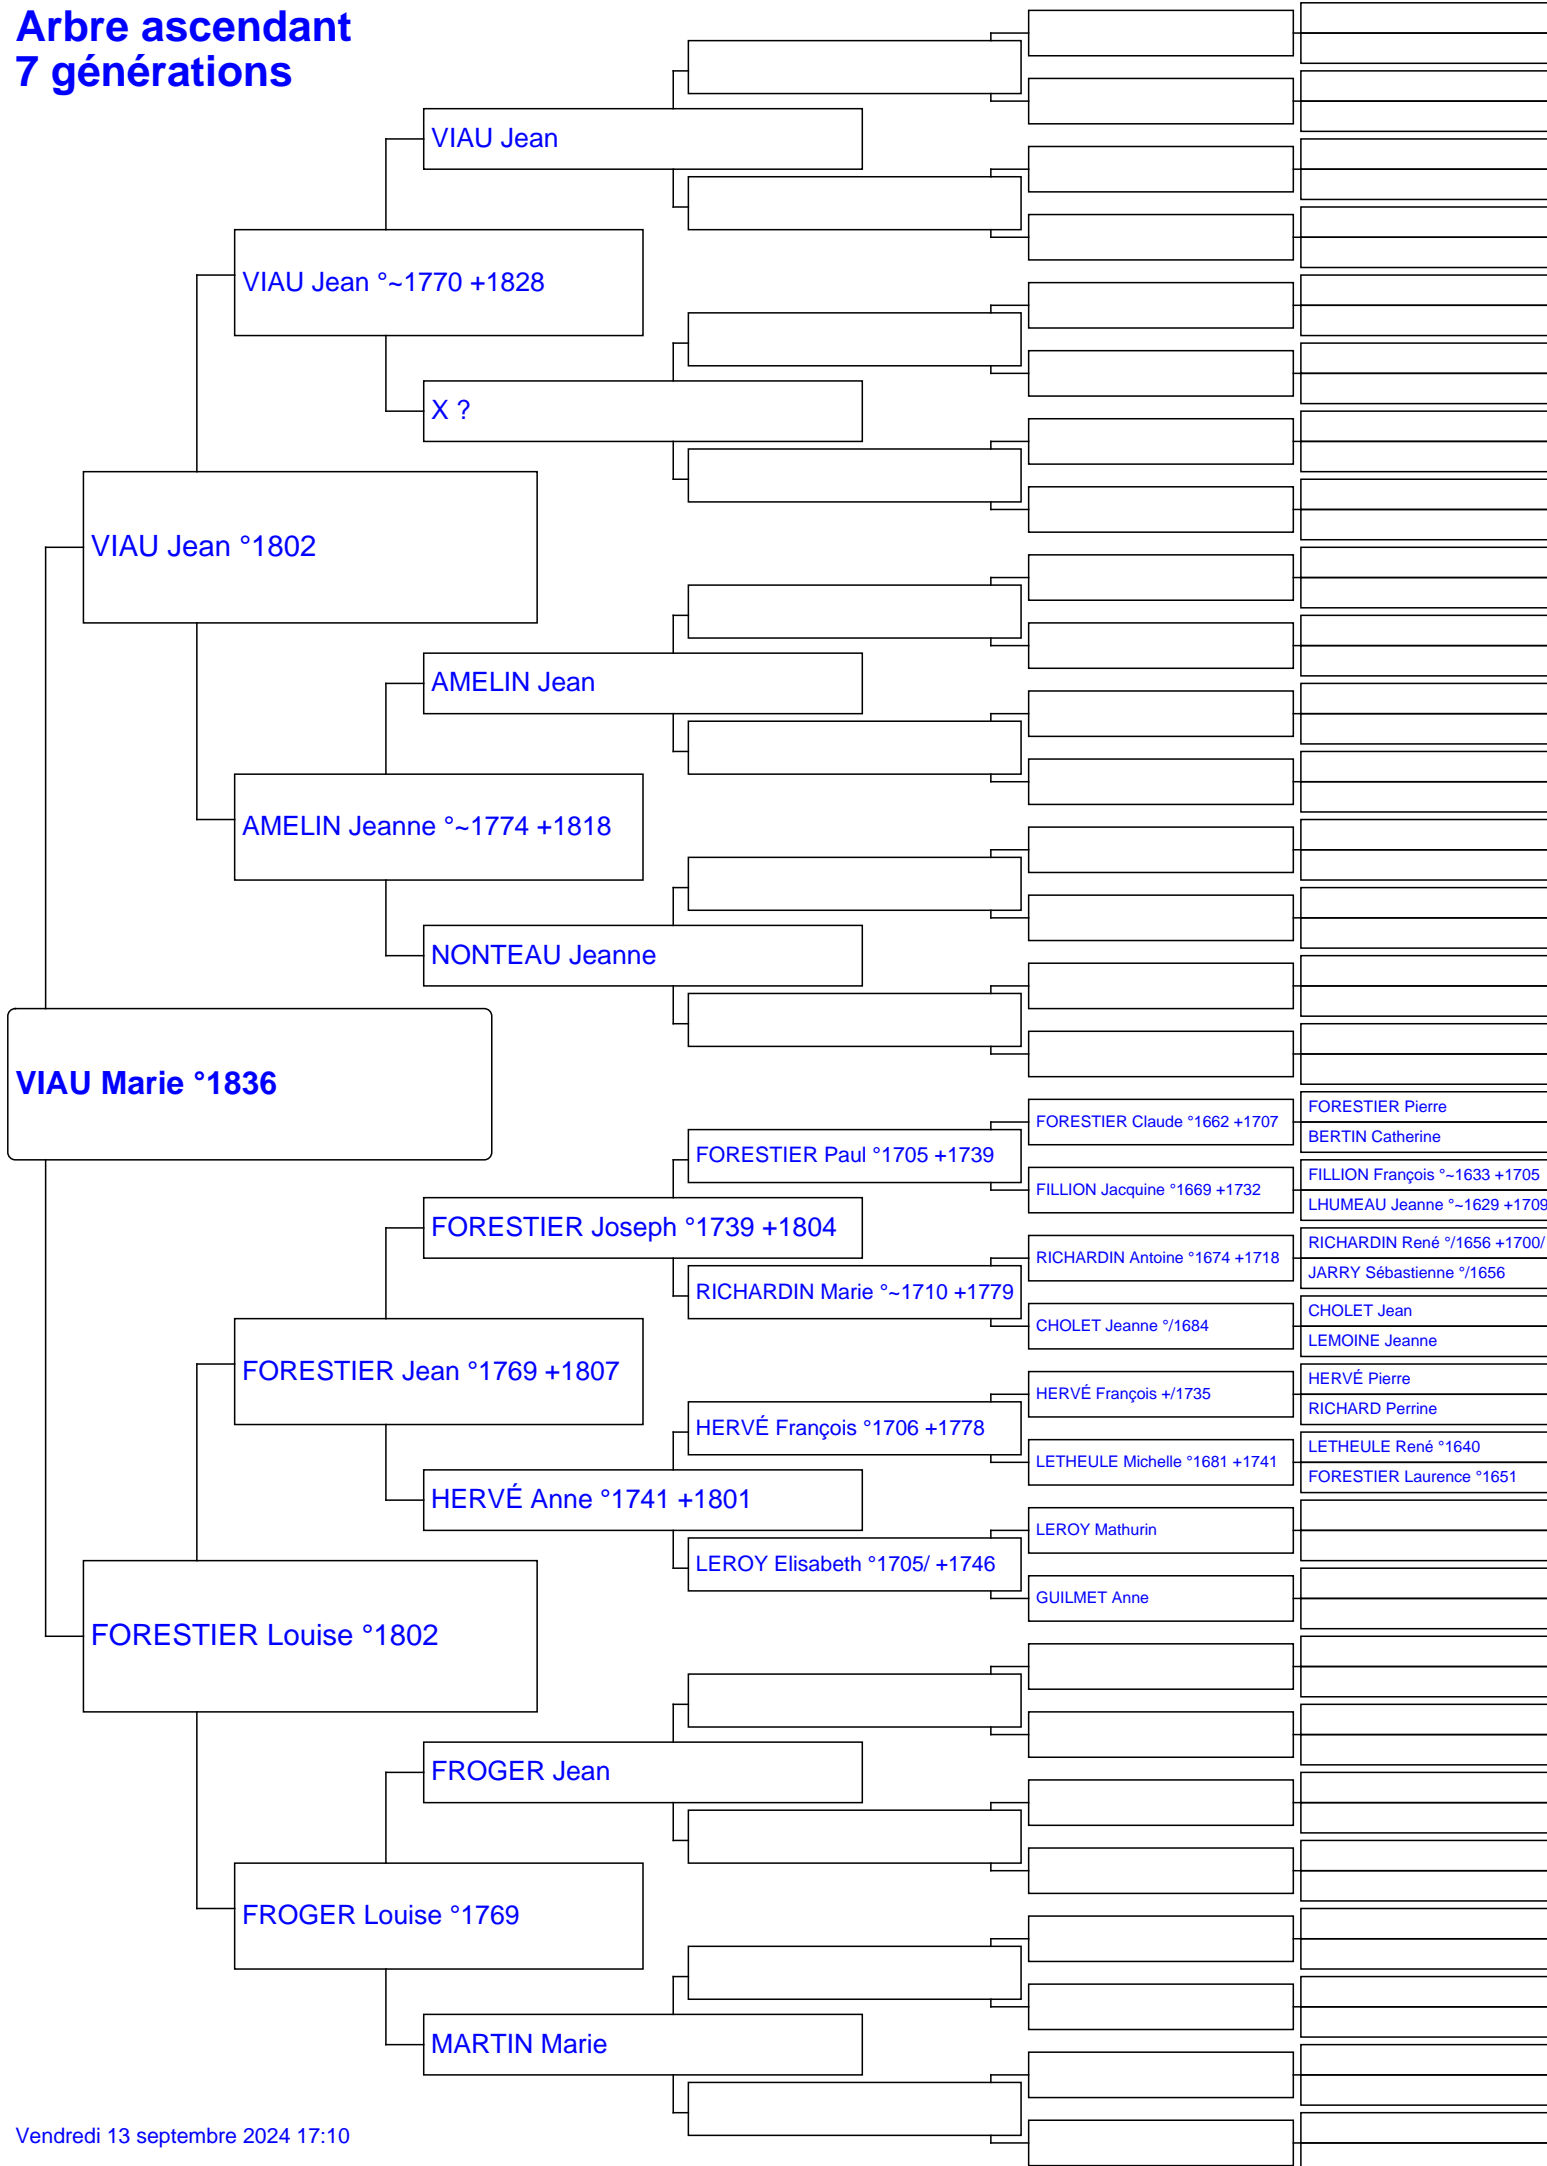 Arbre ascendant
7 générations
VIAU Jean
VIAU Jean °~1770 +1828
X ?
VIAU Jean °1802
AMELIN Jean
AMELIN Jeanne °~1774 +1818
NONTEAU Jeanne
VIAU Marie °1836
FORESTIER Claude °1662 +1707
FORESTIER Pierre
BERTIN Catherine
FORESTIER Paul °1705 +1739
FILLION Jacquine °1669 +1732
FILLION François °~1633 +1705
LHUMEAU Jeanne °~1629 +1709
FORESTIER Joseph °1739 +1804
RICHARDIN Antoine °1674 +1718
RICHARDIN René °/1656 +1700/
JARRY Sébastienne °/1656
RICHARDIN Marie °~1710 +1779
CHOLET Jeanne °/1684
CHOLET Jean
LEMOINE Jeanne
FORESTIER Jean °1769 +1807
HERVÉ François +/1735
HERVÉ Pierre
RICHARD Perrine
HERVÉ François °1706 +1778
LETHEULE Michelle °1681 +1741
LETHEULE René °1640
FORESTIER Laurence °1651
HERVÉ Anne °1741 +1801
LEROY Mathurin
LEROY Elisabeth °1705/ +1746
GUILMET Anne
FORESTIER Louise °1802
FROGER Jean
FROGER Louise °1769
MARTIN Marie
Vendredi 13 septembre 2024 17:10